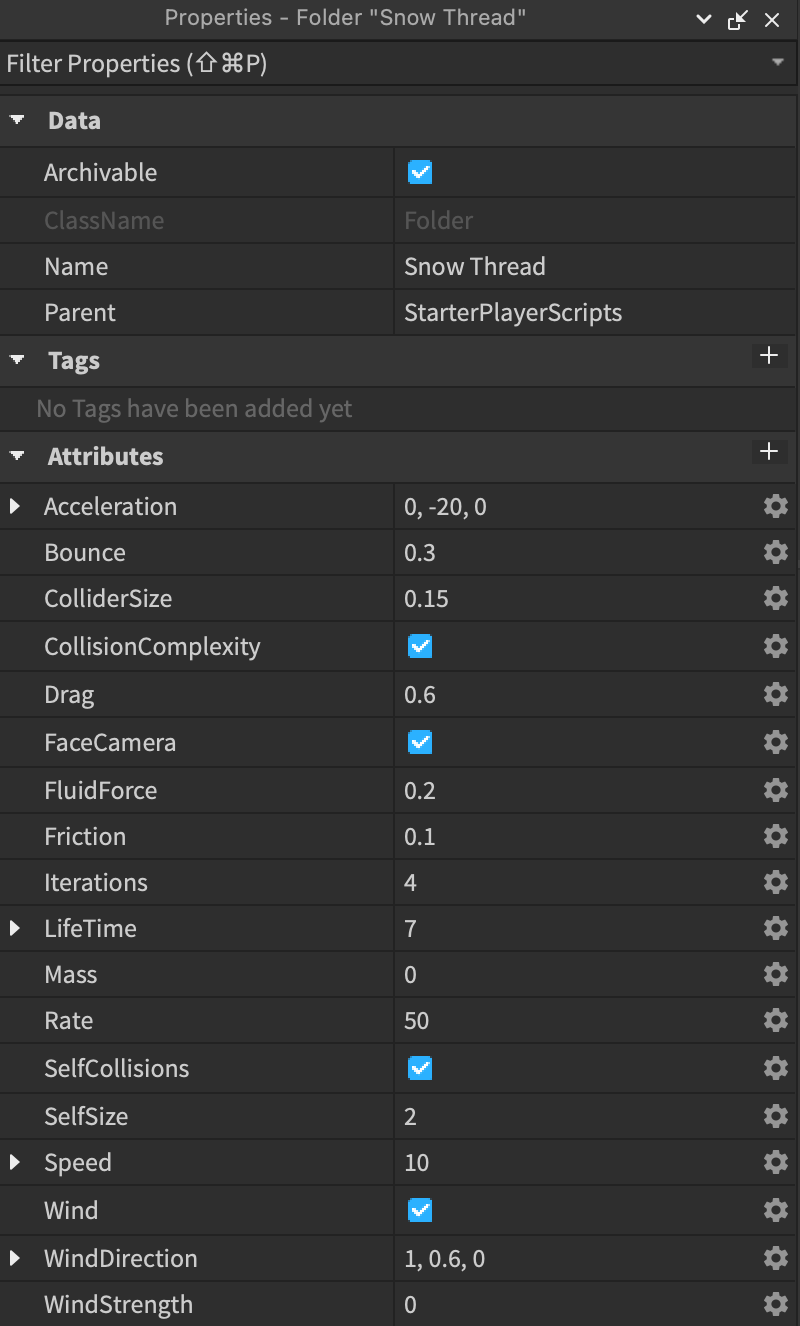 Properties - Folder "Snow Thread"
Filter Properties (⇧⌘P)
Data
Archivable
ClassName Folder
Name Snow Thread
Parent StarterPlayerScripts
Tags
No Tags have been added yet
Attributes
Acceleration 0, -20, 0
Bounce 0.3
ColliderSize 0.15
CollisionComplexity
Drag 0.6
FaceCamera
FluidForce 0.2
Friction 0.1
Iterations 4
LifeTime 7
Mass 0
Rate 50
SelfCollisions
SelfSize 2
Speed 10
Wind
WindDirection 1, 0.6, 0
WindStrength 0